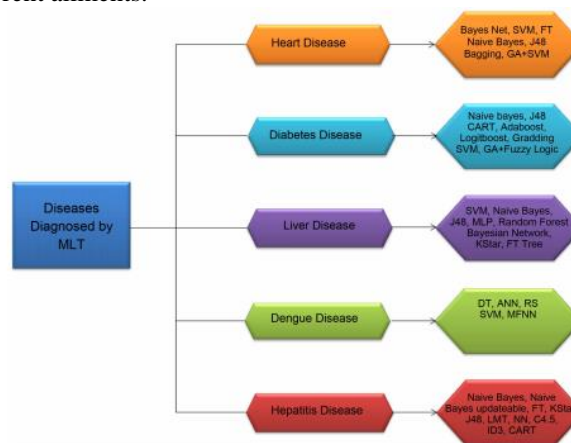 Heart Disease
Bayes Net, SVM, FT
Naive Bayes, J48
Bagging, GA+SVM
Diabetes Disease
Naive bayes, J48
CART, Adaboost,
Logitboost, Gradding
SVM, GA+Fuzzy Logic
Diseases
Diagnosed by
MLT
Liver Disease
SVM, Naive Bayes,
J48, MLP, Random Forest
Bayesian Network,
KStar, FT Tree
Dengue Disease
DT, ANN, RS
SVM, MFNN
Hepatitis Disease
Naive Bayes, Naive
Bayes updateable, FT, KStar
J48, LMT, NN, C4.5,
ID3, CART